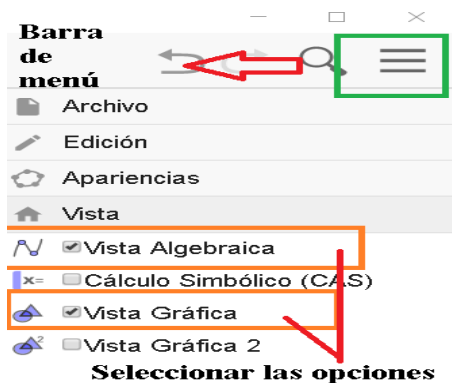 Barra
de
menú
Archivo
Edición
Apariencias
Vista
Vista Algebraica
x= Cálculo Simbólico (CAS)
Vista Gráfica
2 Vista Gráfica 2
Seleccionar las opciones